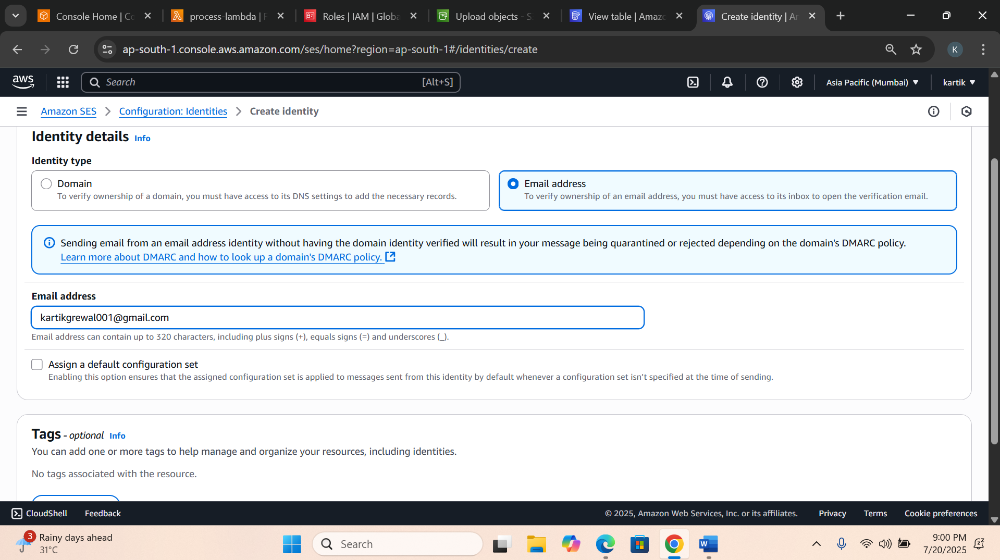 Console Home | Co
process-lambda | F
Roles | IAM | Globa
Upload objects - S
View table | Amazo
Create identity | A
ap-south-1.console.aws.amazon.com/ses/home?region=ap-south-1#/identities/create
K
aws
Search
[Alt+S]
Asia Pacific (Mumbai)
kartik
Amazon SES
Configuration: Identities
Create identity
Identity details Info
Identity type
Domain
To verify ownership of a domain, you must have access to its DNS settings to add the necessary records.
Email address
To verify ownership of an email address, you must have access to its inbox to open the verification email.
Sending email from an email address identity without having the domain identity verified will result in your message being quarantined or rejected depending on the domain's DMARC policy.
Learn more about DMARC and how to look up a domain's DMARC policy.
Email address
kartikgrewal001@gmail.com
Email address can contain up to 320 characters, including plus signs (+), equals signs (=) and underscores (_).
Assign a default configuration set
Enabling this option ensures that the assigned configuration set is applied to messages sent from this identity by default whenever a configuration set isn’t specified at the time of sending.
Tags - optional Info
You can add one or more tags to help manage and organize your resources, including identities.
No tags associated with the resource.
CloudShell
Feedback
© 2025, Amazon Web Services, Inc. or its affiliates.
Privacy
Terms
Cookie preferences
3
Rainy days ahead
31°C
Search
W
9:00 PM
7/20/2025